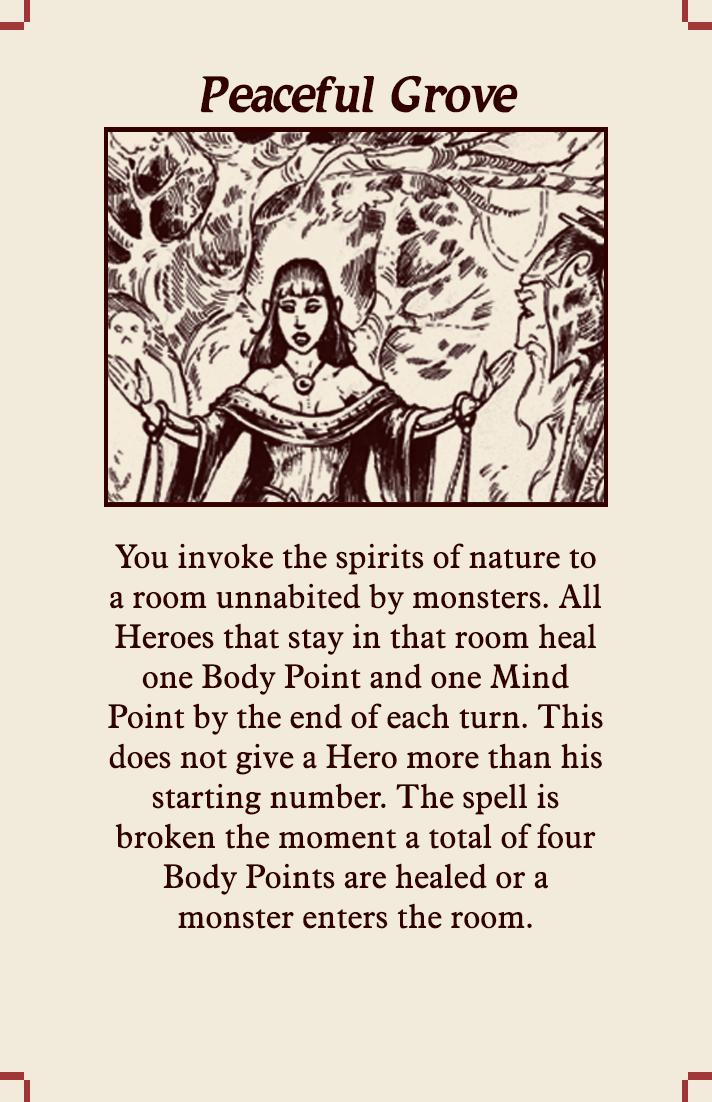 Peaceful Grove
You invoke the spirits of nature to
a room unnabited by monsters. All
Heroes that stay in that room heal
one Body Point and one Mind
Point by the end of each turn. This
does not give a Hero more than his
starting number. The spell is
broken the moment a total of four
Body Points are healed or a
monster enters the room.